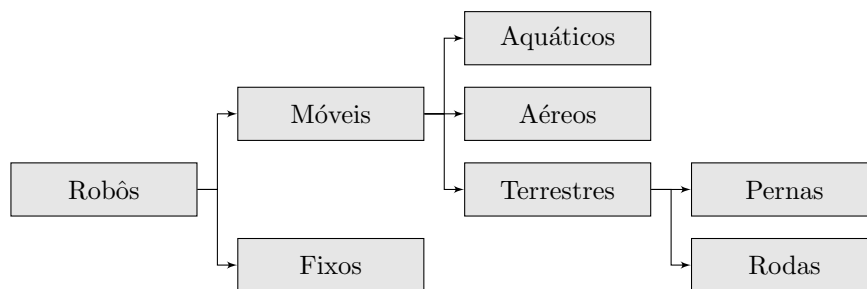 Aquáticos
Móveis
Aéreos
Robôs
Terrestres
Pernas
Fixos
Rodas